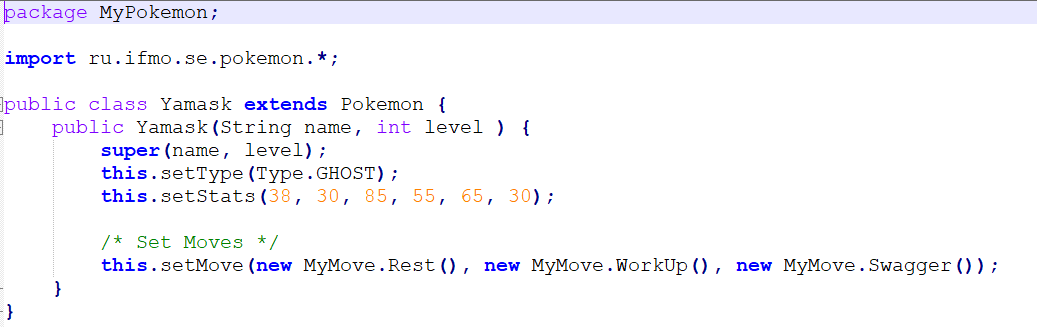 package MyPokemon;
import ru.ifmo.se.pokemon.*;
public class Yamask extends Pokemon {
public Yamask(String name, int level ) {
super(name, level);
this.setType(Type.GHOST);
this.setStats(38, 30, 85, 55, 65, 30);
/* Set Moves */
this.setMove(new MyMove.Rest(), new MyMove.WorkUp(), new MyMove.Swagger());
}
}